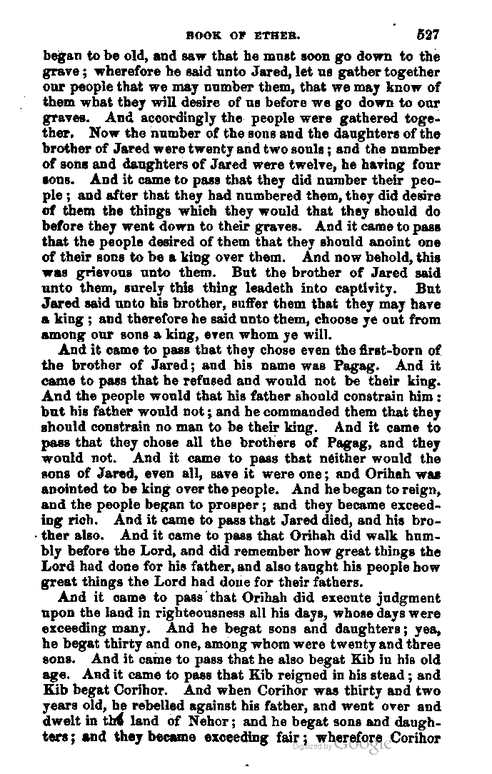 BOOK OF ETHER. 527
began to be old, and saw that he must soon go down to the
grave; wherefore he said unto Jared, let us gather together
our people that we may number them, that we may know of
them what they will desire of us before we go down to our
graves. And accordingly the people were gathered toge-
ther. Now the number of the sons and the daughters of the
brother of Jared were twenty and two souls; and the number
of sons and daughters of Jared were twelve, he having four
sons. And it came to pass that they did number their peo-
ple; and after that they had numbered them, they did desire
of them the things which they would that they should do
before they went down to their graves. And it came to pass
that the people desired of them that they should anoint one
of their sons to be a king over them. And now behold, this
was grievous unto them. But the brother of Jared said
unto them, surely this thing leadeth into captivity. But
Jared said unto his brother, suffer them that they may have
a king; and therefore he said unto them, choose ye out from
among our sons a king, even whom ye will.
And it came to pass that they chose even the first-born of
the brother of Jared; and his name was Pagag. And it
came to pass that he refused and would not be their king.
And the people would that his father should constrain him:
but his father would not; and he commanded them that they
should constrain no man to be their king. And it came to
pass that they chose all the brothers of Pagag, and they
would not. And it came to pass that neither would the
sons of Jared, even all, save it were one; and Orihah was
anointed to be king over the people. And he began to reign,
and the people began to prosper; and they became exceed-
ing rich. And it came to pass that Jared died, and his bro-
ther also. And it came to pass that Orihah did walk hum-
bly before the Lord, and did remember how great things the
Lord had done for his father, and also taught his people how
great things the Lord had done for their fathers.
And it came to pass that Orihah did execute judgment
upon the land in righteousness all his days, whose days were
exceeding many. And he begat sons and daughters; yea,
he begat thirty and one, among whom were twenty and three
sons. And it came to pass that he also begat Kib in his old
age. And it came to pass that Kib reigned in his stead; and
Kib begat Corihor. And when Corihor was thirty and two
years old, he rebelled against his father, and went over and
dwelt in the land of Nehor; and he begat sons and daugh-
ters; and they became exceeding fair; wherefore Corihor
Digitized by Google